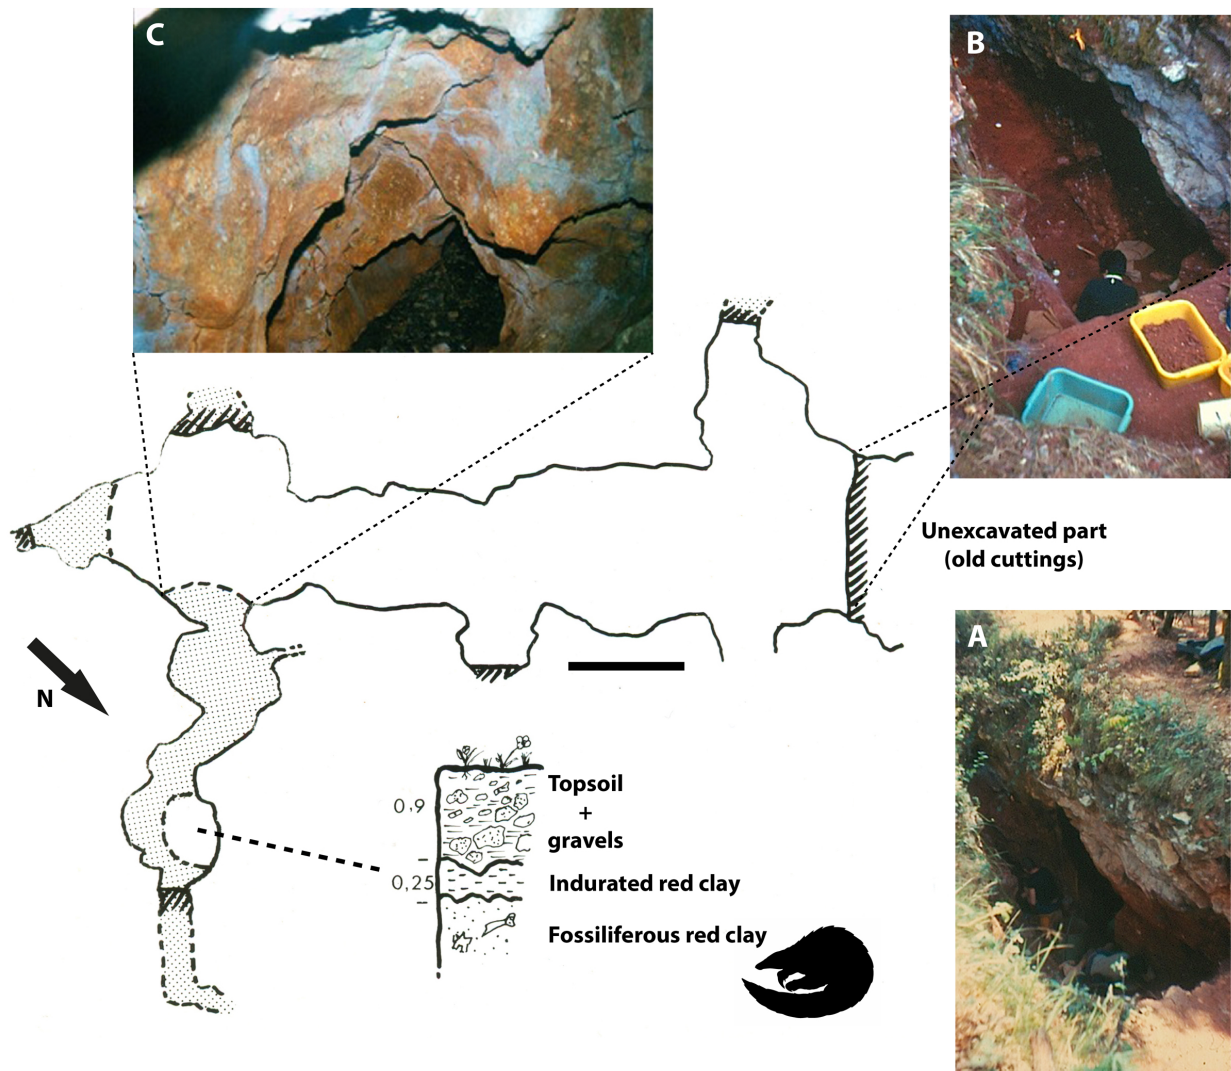 C
B
Unexcavated part
(old cuttings)
A
N
0.9
Topsoil
+
gravels
0,25
Indurated red clay
Fossiliferous red clay